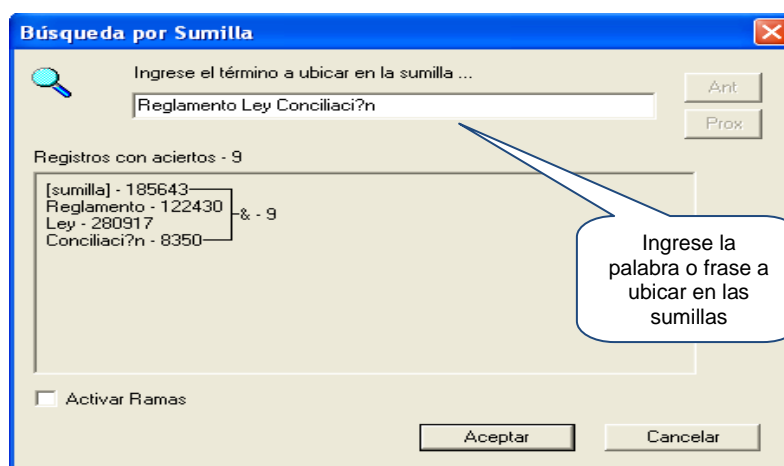 Búsqueda por Sumilla
Ingrese el término a ubicar en la sumilla ...
Reglamento Ley Conciliaci?n
Ant
Prox
Registros con aciertos - 9
[sumilla] - 185643
Reglamento - 122430
Ley - 280917
Conciliaci?n - 8350
& - 9
Ingrese la
palabra o frase a
ubicar en las
sumillas
Activar Ramas
Aceptar
Cancelar